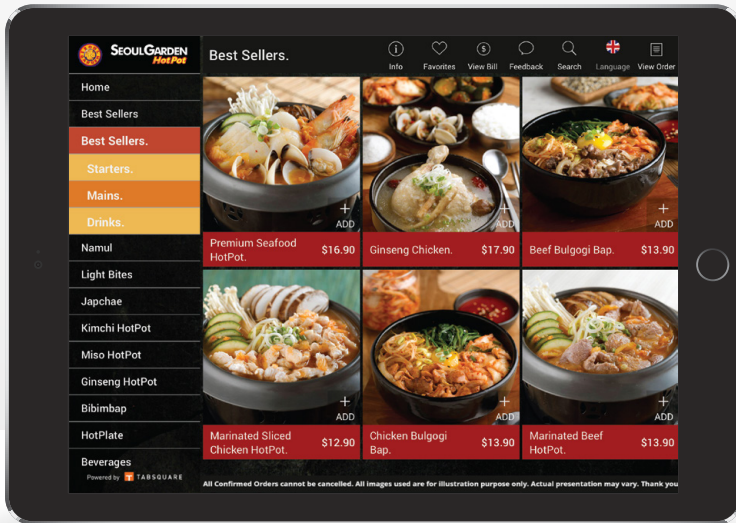 SEOUL GARDEN
HotPot
Best Sellers.
Info
Favorites
$
View Bill
Feedback
Search
Language
View Order
Home
Best Sellers
Best Sellers.
Starters.
Mains.
Drinks.
Namul
Light Bites
Japchae
Kimchi HotPot
Miso HotPot
Ginseng HotPot
Bibimbap
HotPlate
Beverages
Powered by TABSQUARE
+
ADD
Premium Seafood
HotPot.
$16.90
+
ADD
Ginseng Chicken.
$17.90
+
ADD
Beef Bulgogi Bap.
$13.90
+
ADD
Marinated Sliced
Chicken HotPot.
$12.90
+
ADD
Chicken Bulgogi
Bap.
$13.90
+
ADD
Marinated Beef
HotPot.
$13.90
All Confirmed Orders cannot be cancelled. All images used are for illustration purpose only. Actual presentation may vary. Thank you